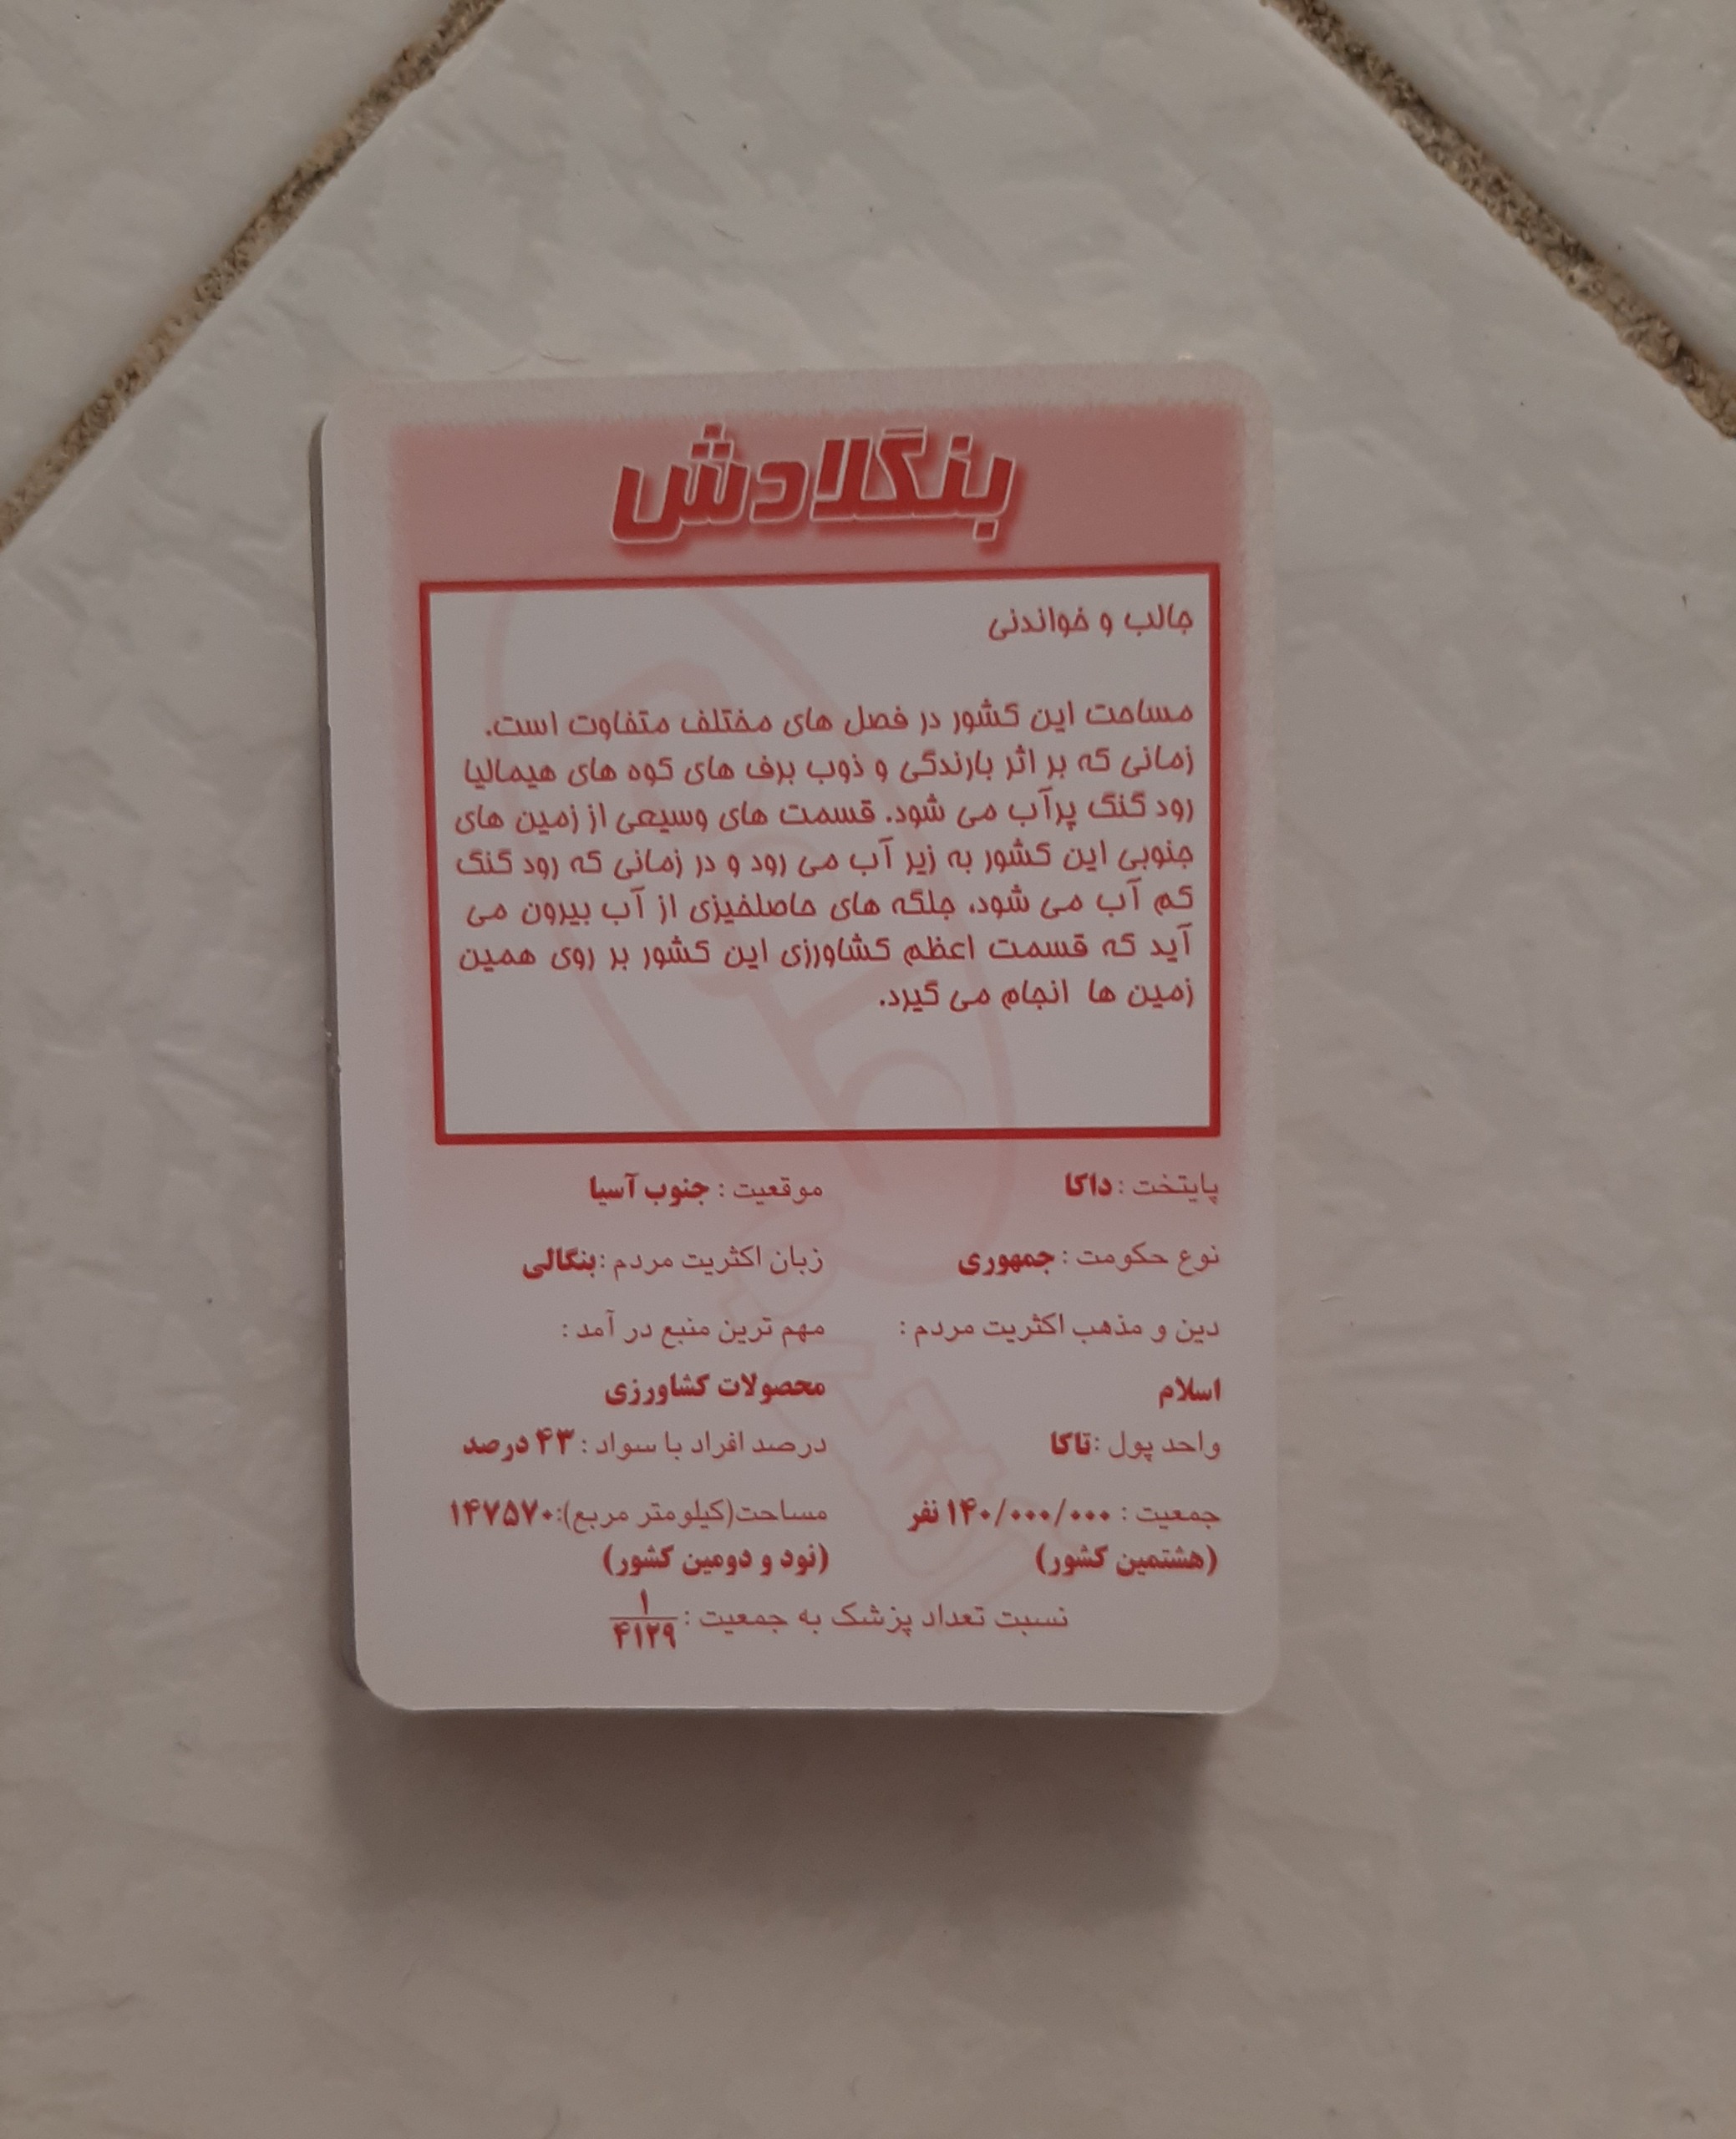 بنگلادش
جالب و خواندنی
مساحت این کشور در فصل های مختلف متفاوت است.
زمانی که بر اثر بارندگی و ذوب برف های کوه های هیمالیا
رود گنگ پرآب می شود. قسمت های وسیعی از زمین های
جنوبی این کشور به زیر آب می رود و در زمانی که رود گنگ
کم آب می شود، جلگه های حاصلخیزی از آب بیرون می
آید که قسمت اعظم کشاورزی این کشور بر روی همین
زمین ها انجام می گیرد.
پایتخت : داکا
موقعیت : جنوب آسیا
نوع حکومت : جمهوری
زبان اکثریت مردم :بنگالی
دین و مذهب اکثریت مردم :
مهم ترین منبع در آمد :
اسلام
محصولات کشاورزی
واحد پول :تاکا
درصد افراد با سواد : ۴۳ درصد
جمعیت : ۱۴۰/۰۰۰/۰۰۰ نفر
مساحت(کیلومتر مربع):۱۴۷۵۷۰
(هشتمین کشور)
(نود و دومین کشور)
نسبت تعداد پزشک به جمعیت : ۱/۴۱۲۹